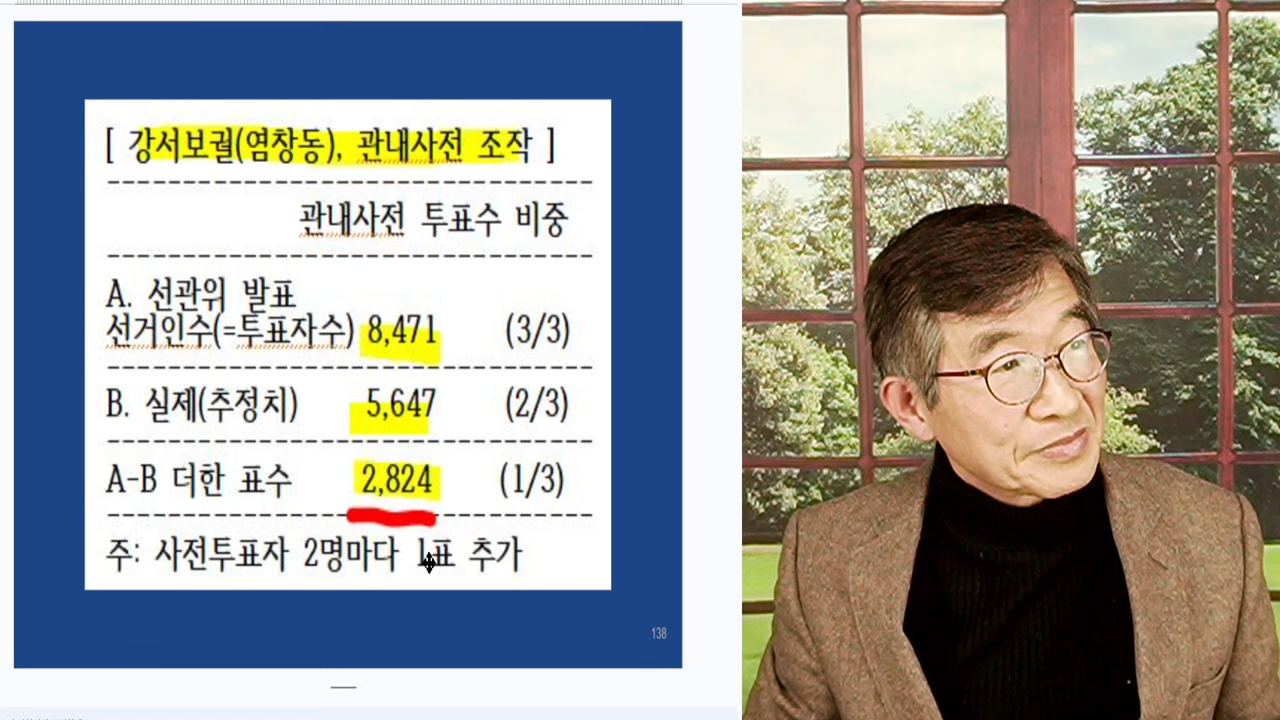 [ 강서보궐(염창동), 관내사전 조작 ]
관내사전 투표수 비중
A. 선관위 발표
선거인수(=투표자수) 8,471 (3/3)
B. 실제(추정치) 5,647 (2/3)
A-B 더한 표수 2,824 (1/3)
주: 사전투표자 2명마다 1표 추가
138